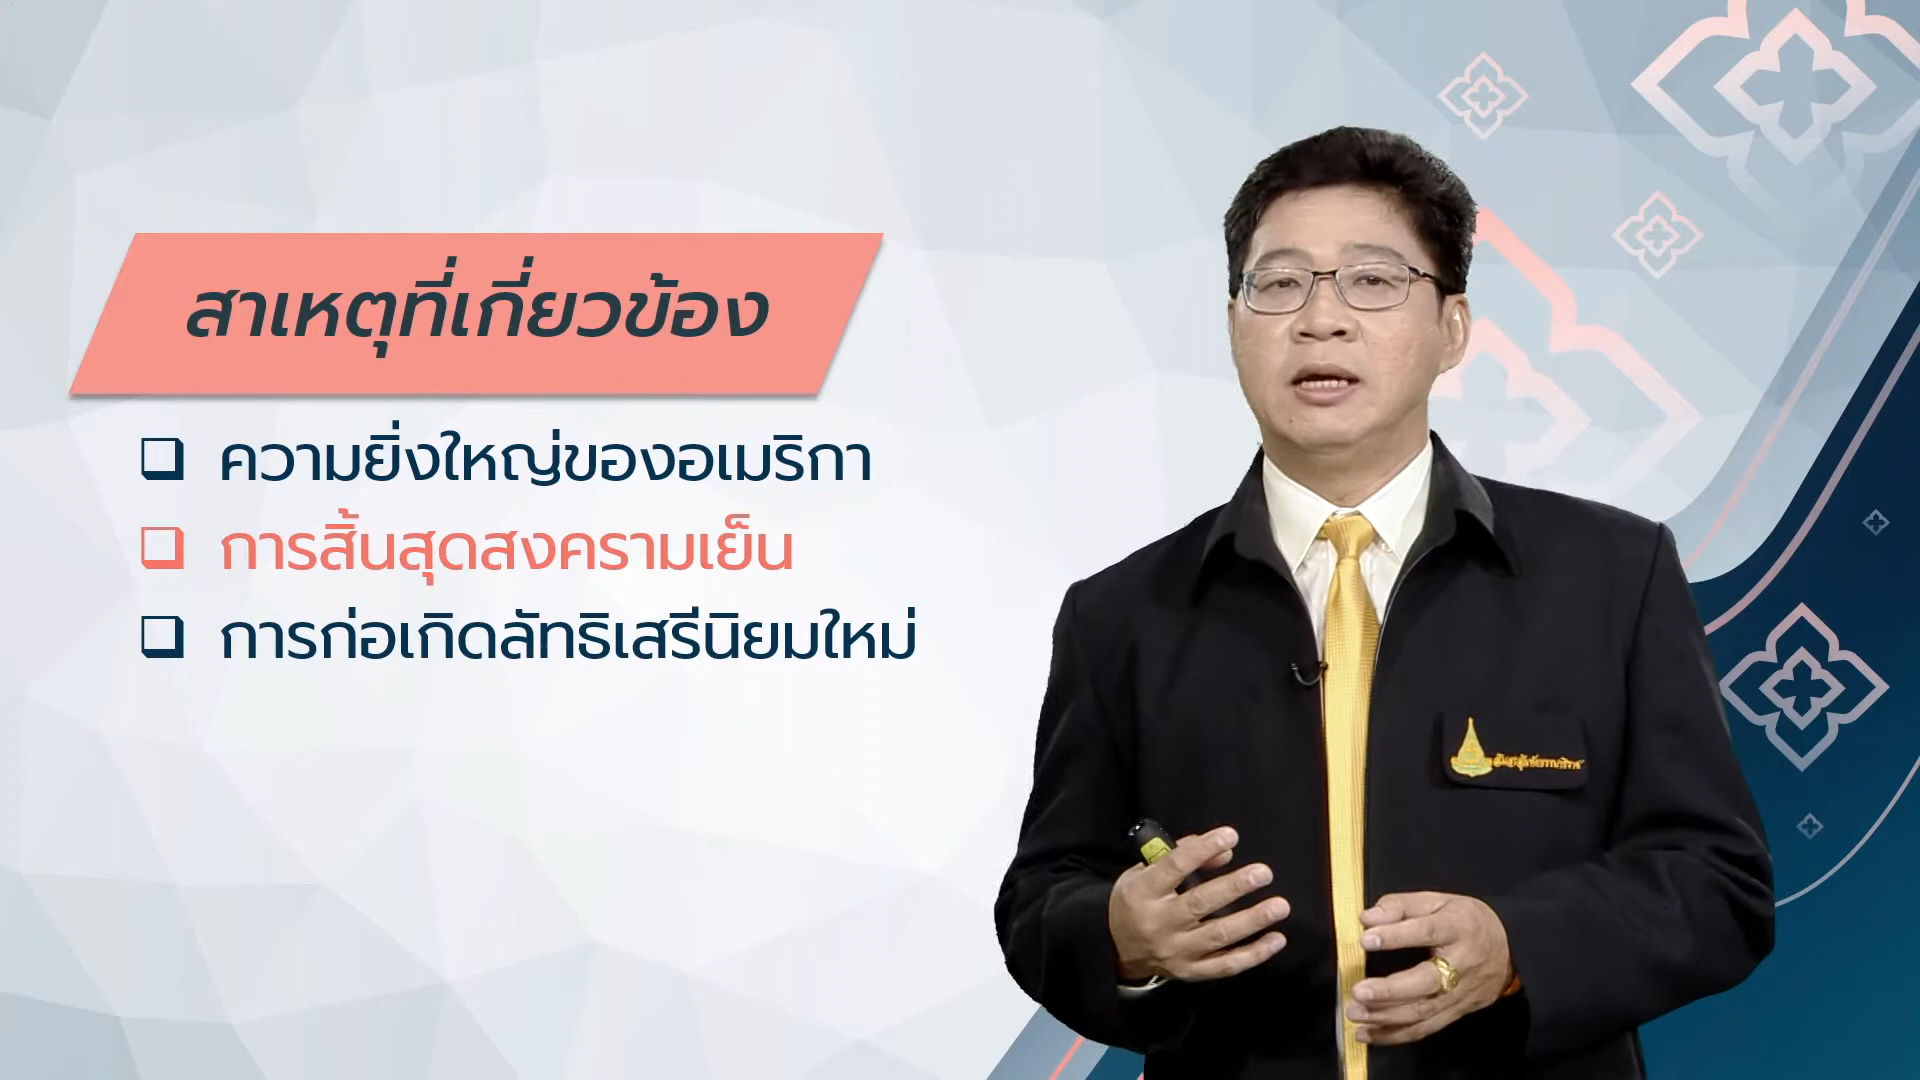 สาเหตุที่เกี่ยวข้อง
ความยิ่งใหญ่ของอเมริกา
การสิ้นสุดสงครามเย็น
การก่อเกิดลัทธิเสรีนิยมใหม่